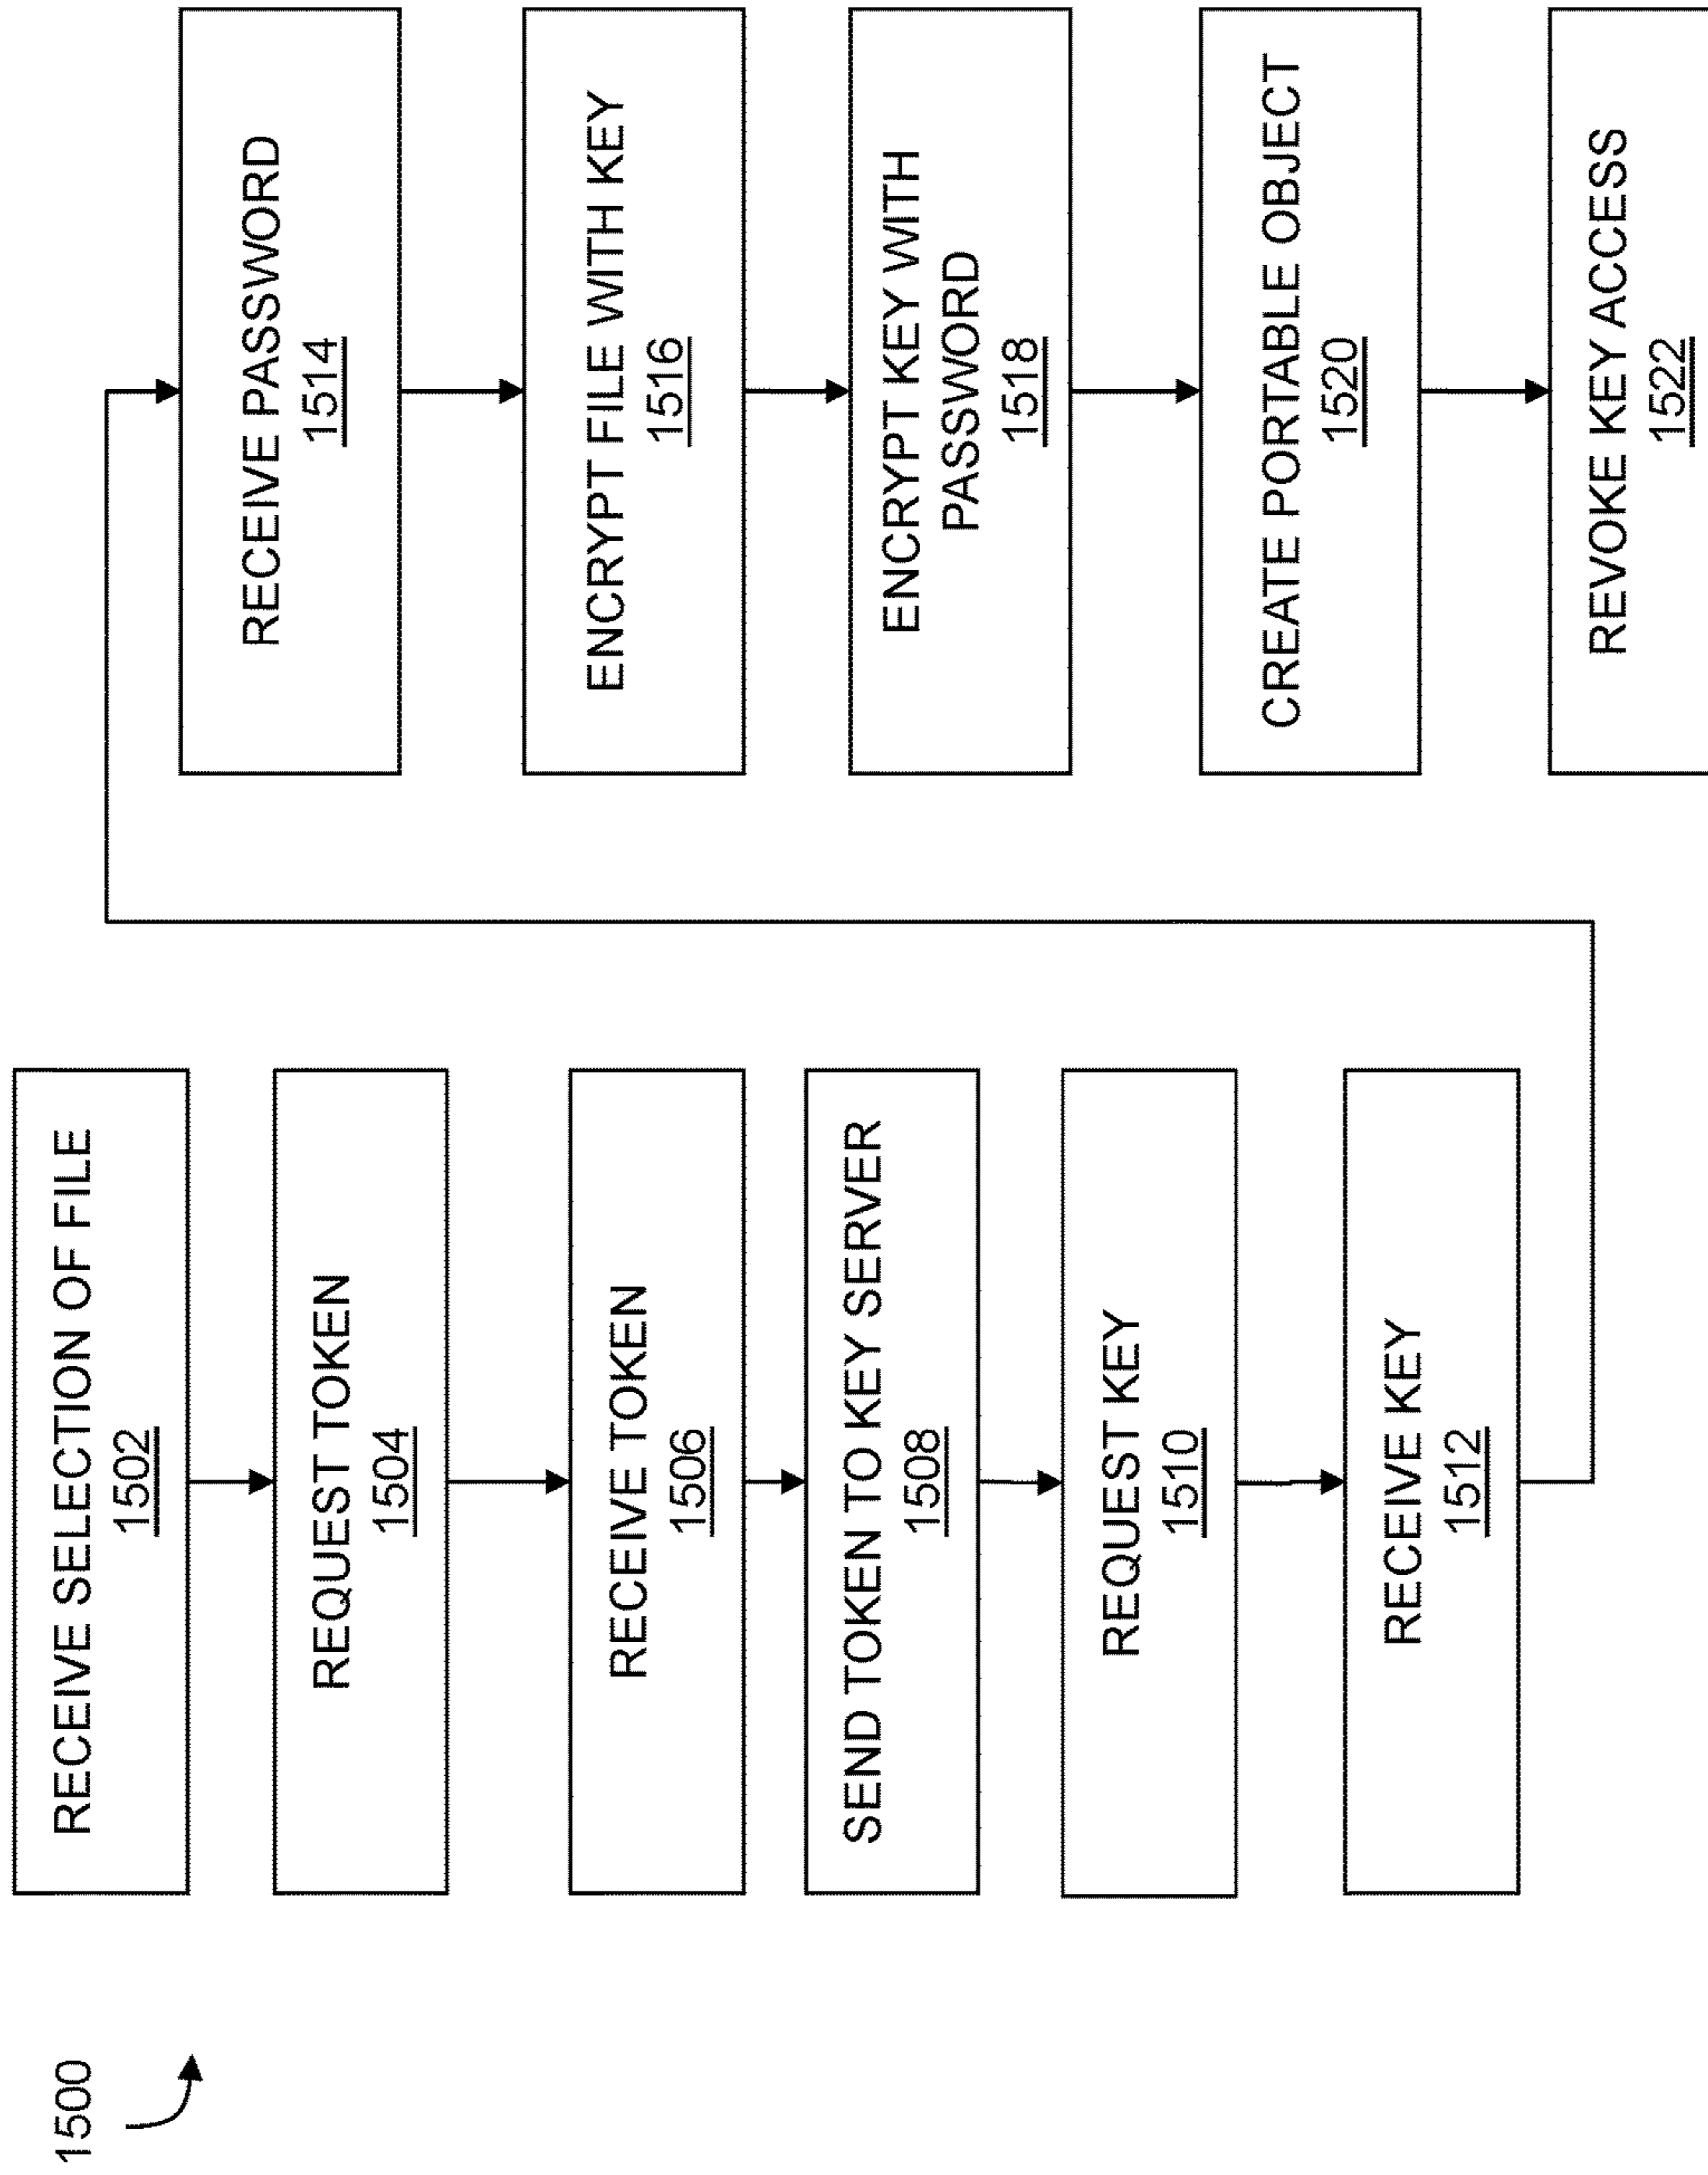 1500
RECEIVE SELECTION OF FILE
1502
REQUEST TOKEN
1504
RECEIVE TOKEN
1506
SEND TOKEN TO KEY SERVER
1508
REQUEST KEY
1510
RECEIVE KEY
1512
RECEIVE PASSWORD
1514
ENCRYPT FILE WITH KEY
1516
ENCRYPT KEY WITH
PASSWORD
1518
CREATE PORTABLE OBJECT
1520
REVOKE KEY ACCESS
1522